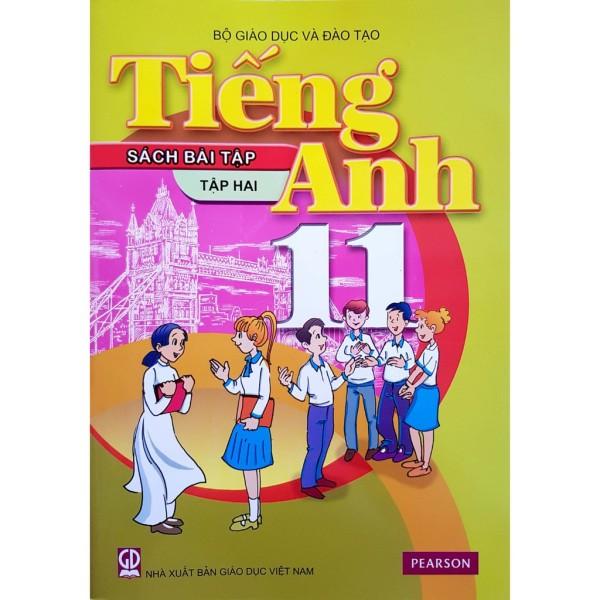 BỘ GIÁO DỤC VÀ ĐÀO TẠO
Tiếng
Anh
SÁCH BÀI TẬP
TẬP HAI
11
GD
NHÀ XUẤT BẢN GIÁO DỤC VIỆT NAM
PEARSON